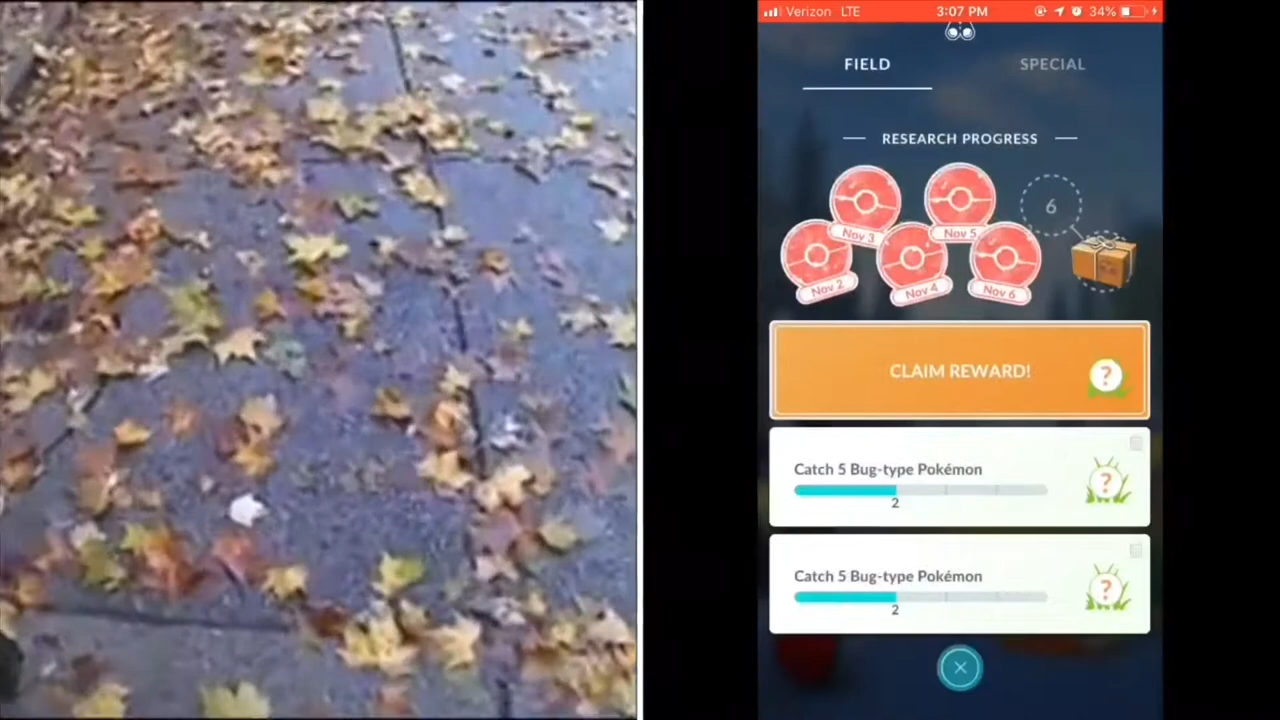 Verizon LTE 3:07 PM 34%
FIELD SPECIAL
RESEARCH PROGRESS
6
Nov 3 Nov 5
Nov 2 Nov 4 Nov 6
CLAIM REWARD! ?
Catch 5 Bug-type Pokémon
?
2
Catch 5 Bug-type Pokémon
?
2